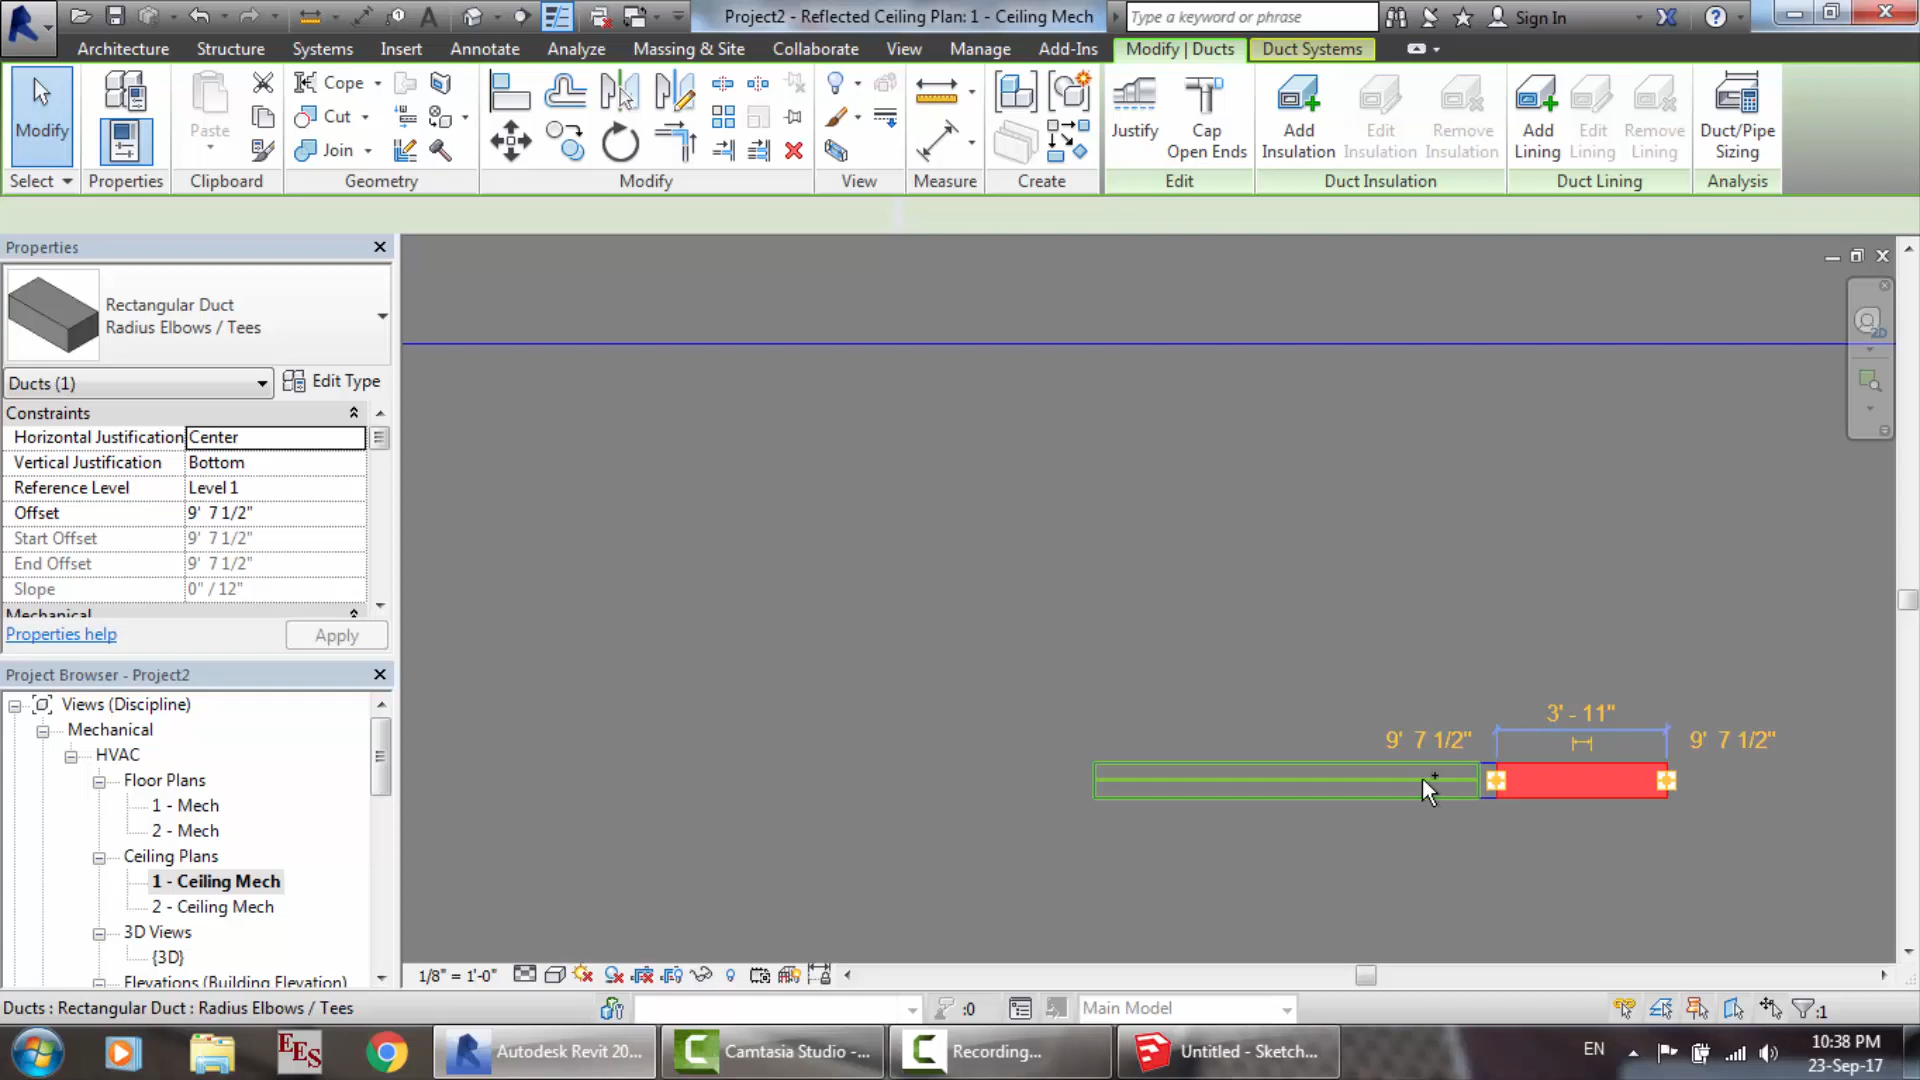 Project2 - Reflected Ceiling Plan: 1 - Ceiling Mech
Type a keyword or phrase
Sign In
Architecture Structure Systems Insert Annotate Analyze Massing & Site Collaborate View Manage Add-Ins Modify | Ducts Duct Systems
Modify
Paste
Cope
Cut
Join
Justify
Cap
Open Ends
Add
Insulation
Edit
Insulation
Remove
Insulation
Add
Lining
Edit
Lining
Remove
Lining
Duct/Pipe
Sizing
Select Properties Clipboard Geometry Modify View Measure Create Edit Duct Insulation Duct Lining Analysis
Properties
Rectangular Duct
Radius Elbows / Tees
Ducts (1)
Edit Type
Constraints
Horizontal Justification Center
Vertical Justification Bottom
Reference Level Level 1
Offset 9' 7 1/2"
Start Offset 9' 7 1/2"
End Offset 9' 7 1/2"
Slope 0" / 12"
Mechanical
Properties help
Apply
Project Browser - Project2
Views (Discipline)
Mechanical
HVAC
Floor Plans
1 - Mech
2 - Mech
Ceiling Plans
1 - Ceiling Mech
2 - Ceiling Mech
3D Views
{3D}
Elevations (Building Elevation)
2D
3' - 11"
9' 7 1/2"
9' 7 1/2"
1/8" = 1'-0"
Ducts : Rectangular Duct : Radius Elbows / Tees
:0
Main Model
:1
EES
Autodesk Revit 20...
Camtasia Studio -...
Recording...
Untitled - Sketch...
EN
10:38 PM
23-Sep-17